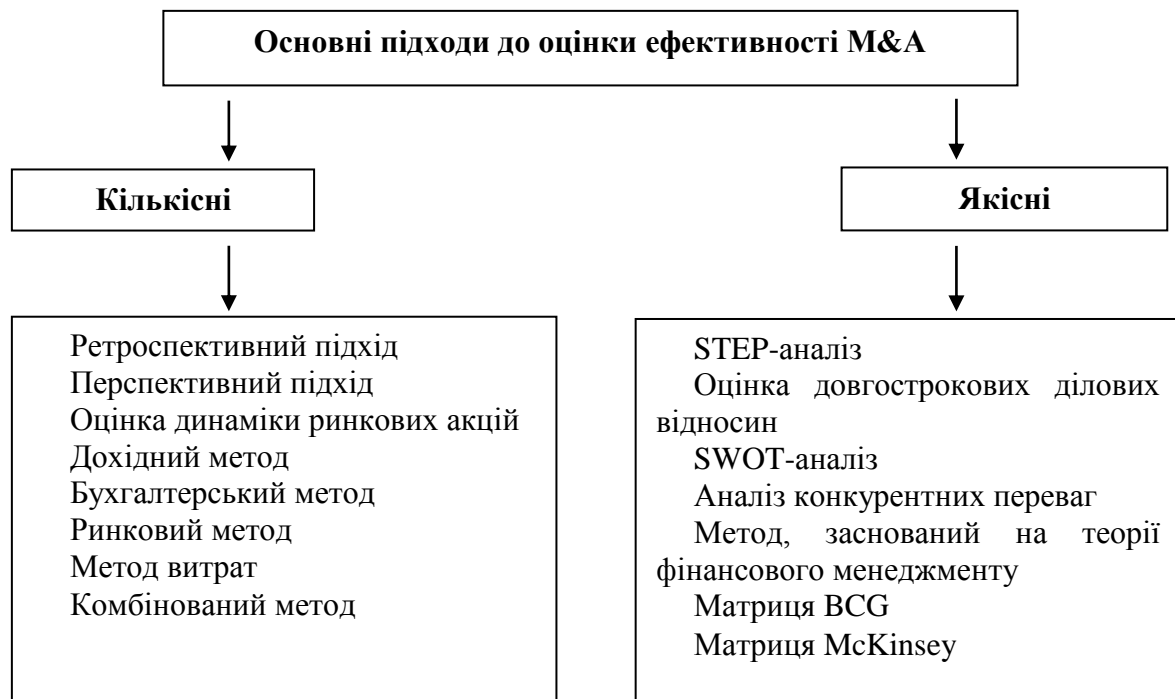 Основні підходи до оцінки ефективності M&A
Кількісні
Якісні
Ретроспективний підхід
Перспективний підхід
Оцінка динаміки ринкових акцій
Дохідний метод
Бухгалтерський метод
Ринковий метод
Метод витрат
Комбінований метод
STEP-аналіз
Оцінка довгострокових ділових
відносин
SWOT-аналіз
Аналіз конкурентних переваг
Метод, заснований на теорії
фінансового менеджменту
Матриця BCG
Матриця McKinsey